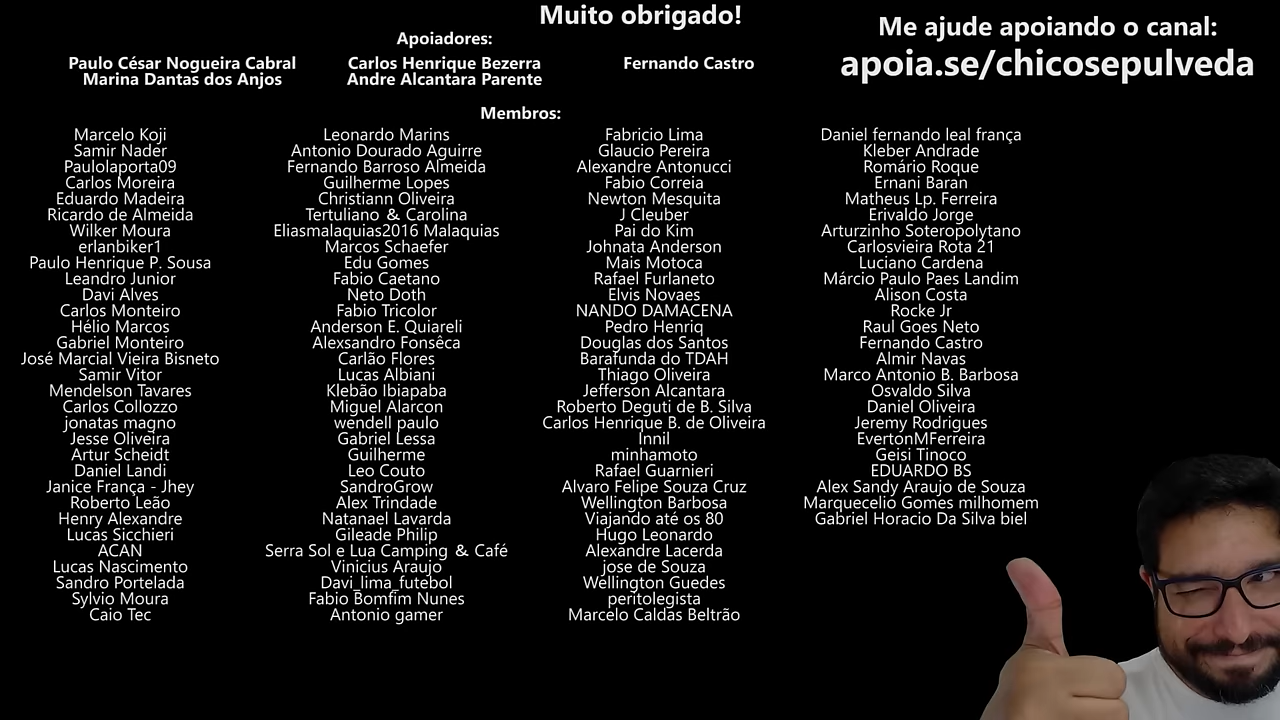 Muito obrigado!
Me ajude apoiando o canal:
apoia.se/chicosepulveda
Apoiadores:
Paulo César Nogueira Cabral
Marina Dantas dos Anjos
Carlos Henrique Bezerra
Andre Alcantara Parente
Fernando Castro
Membros:
Marcelo Koji
Samir Nader
Paulolaporta09
Carlos Moreira
Eduardo Madeira
Ricardo de Almeida
Wilker Moura
erlanbiker1
Paulo Henrique P. Sousa
Leandro Junior
Davi Alves
Carlos Monteiro
Hélio Marcos
Gabriel Monteiro
José Marcial Vieira Bisneto
Samir Vitor
Mendelson Tavares
Carlos Collozzo
jonatas magno
Jesse Oliveira
Artur Scheidt
Daniel Landi
Janice França - Jhey
Roberto Leão
Henry Alexandre
Lucas Sicchieri
ACAN
Lucas Nascimento
Sandro Portelada
Sylvio Moura
Caio Tec
Leonardo Marins
Antonio Dourado Aguirre
Fernando Barroso Almeida
Guilherme Lopes
Christiann Oliveira
Tertuliano & Carolina
Eliasmalaquias2016 Malaquias
Marcos Schaefer
Edu Gomes
Fabio Caetano
Neto Doth
Fabio Tricolor
Anderson E. Quiareli
Alexsandro Fonsêca
Carlão Flores
Lucas Albiani
Klebão Ibiapaba
Miguel Alarcon
wendell paulo
Gabriel Lessa
Guilherme
Leo Couto
SandroGrow
Alex Trindade
Natanael Lavarda
Gileade Philip
Serra Sol e Lua Camping & Café
Vinicius Araujo
Davi_lima_futebol
Fabio Bomfim Nunes
Antonio gamer
Fabricio Lima
Glaucio Pereira
Alexandre Antonucci
Fabio Correia
Newton Mesquita
J Cleuber
Pai do Kim
Johnata Anderson
Mais Motoca
Rafael Furlaneto
Elvis Novaes
NANDO DAMACENA
Pedro Henriq
Douglas dos Santos
Barafunda do TDAH
Thiago Oliveira
Jefferson Alcantara
Roberto Deguti de B. Silva
Carlos Henrique B. de Oliveira
Innil
minhamoto
Rafael Guarnieri
Alvaro Felipe Souza Cruz
Wellington Barbosa
Viajando até os 80
Hugo Leonardo
Alexandre Lacerda
jose de Souza
Wellington Guedes
peritolegista
Marcelo Caldas Beltrão
Daniel fernando leal frança
Kleber Andrade
Romário Roque
Ernani Baran
Matheus Lp. Ferreira
Erivaldo Jorge
Arturzinho Soteropolytano
Carlosvieira Rota 21
Luciano Cardena
Márcio Paulo Paes Landim
Alison Costa
Rocke Jr
Raul Goes Neto
Fernando Castro
Almir Navas
Marco Antonio B. Barbosa
Osvaldo Silva
Daniel Oliveira
Jeremy Rodrigues
EvertonMFerreira
Geisi Tinoco
EDUARDO BS
Alex Sandy Araujo de Souza
Marquecelio Gomes milhomem
Gabriel Horacio Da Silva biel